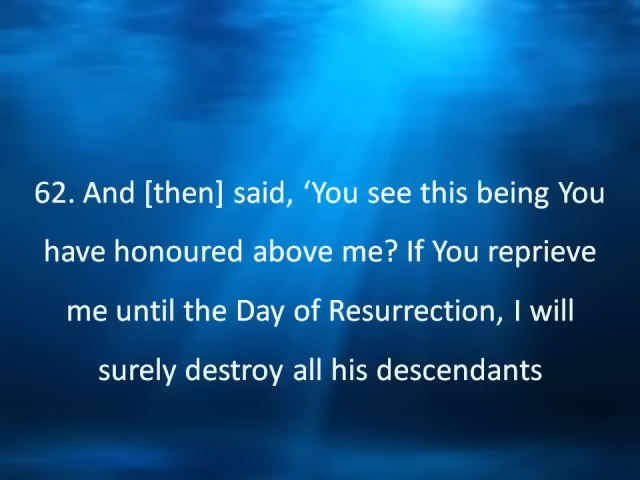 62. And [then] said, ‘You see this being You
have honoured above me? If You reprieve
me until the Day of Resurrection, I will
surely destroy all his descendants